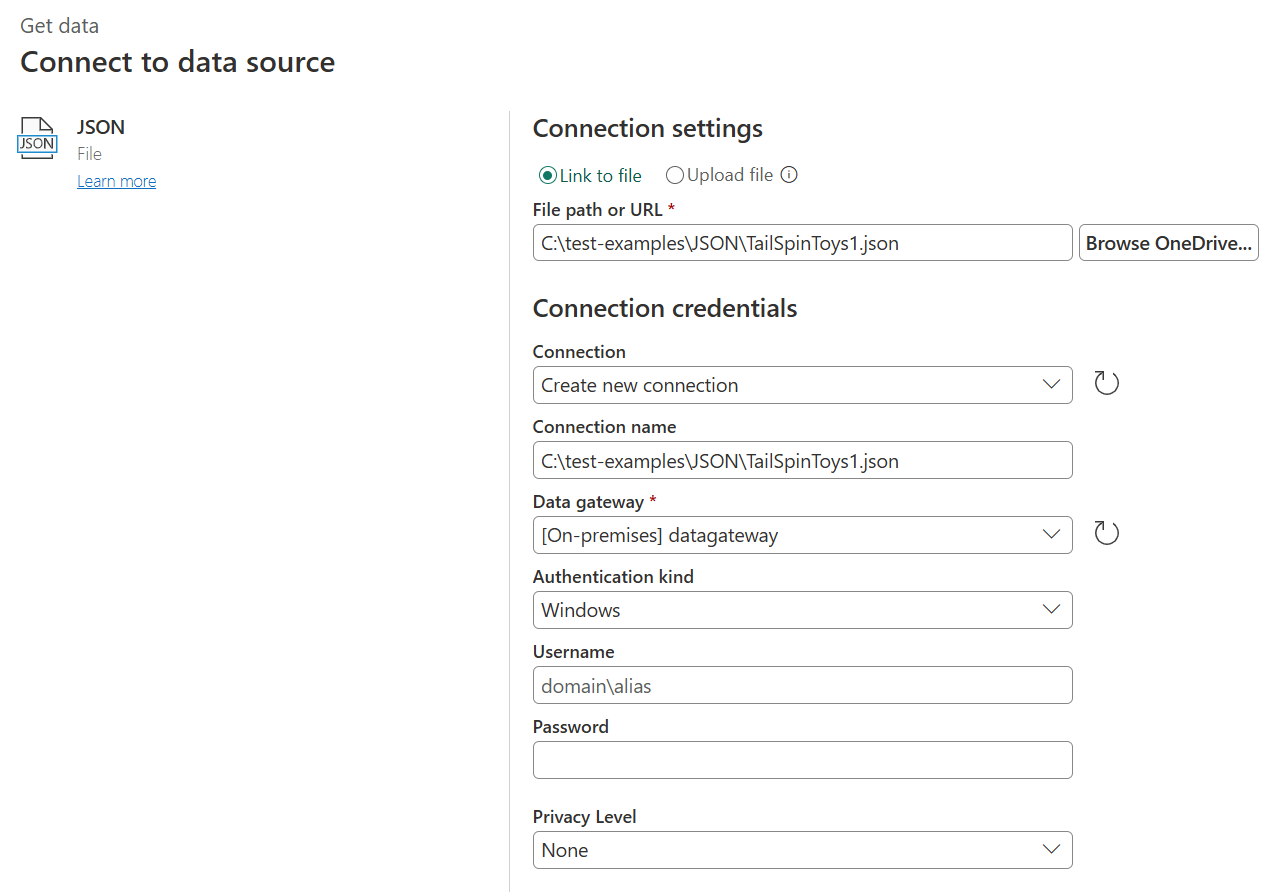 Get data
Connect to data source
JSON
JSON
File
Learn more
Connection settings
Link to file
Upload file
File path or URL *
C:\test-examples\JSON\TailSpinToys1.json
Browse OneDrive...
Connection credentials
Connection
Create new connection
Connection name
C:\test-examples\JSON\TailSpinToys1.json
Data gateway *
[On-premises] datagateway
Authentication kind
Windows
Username
domain\alias
Password
Privacy Level
None